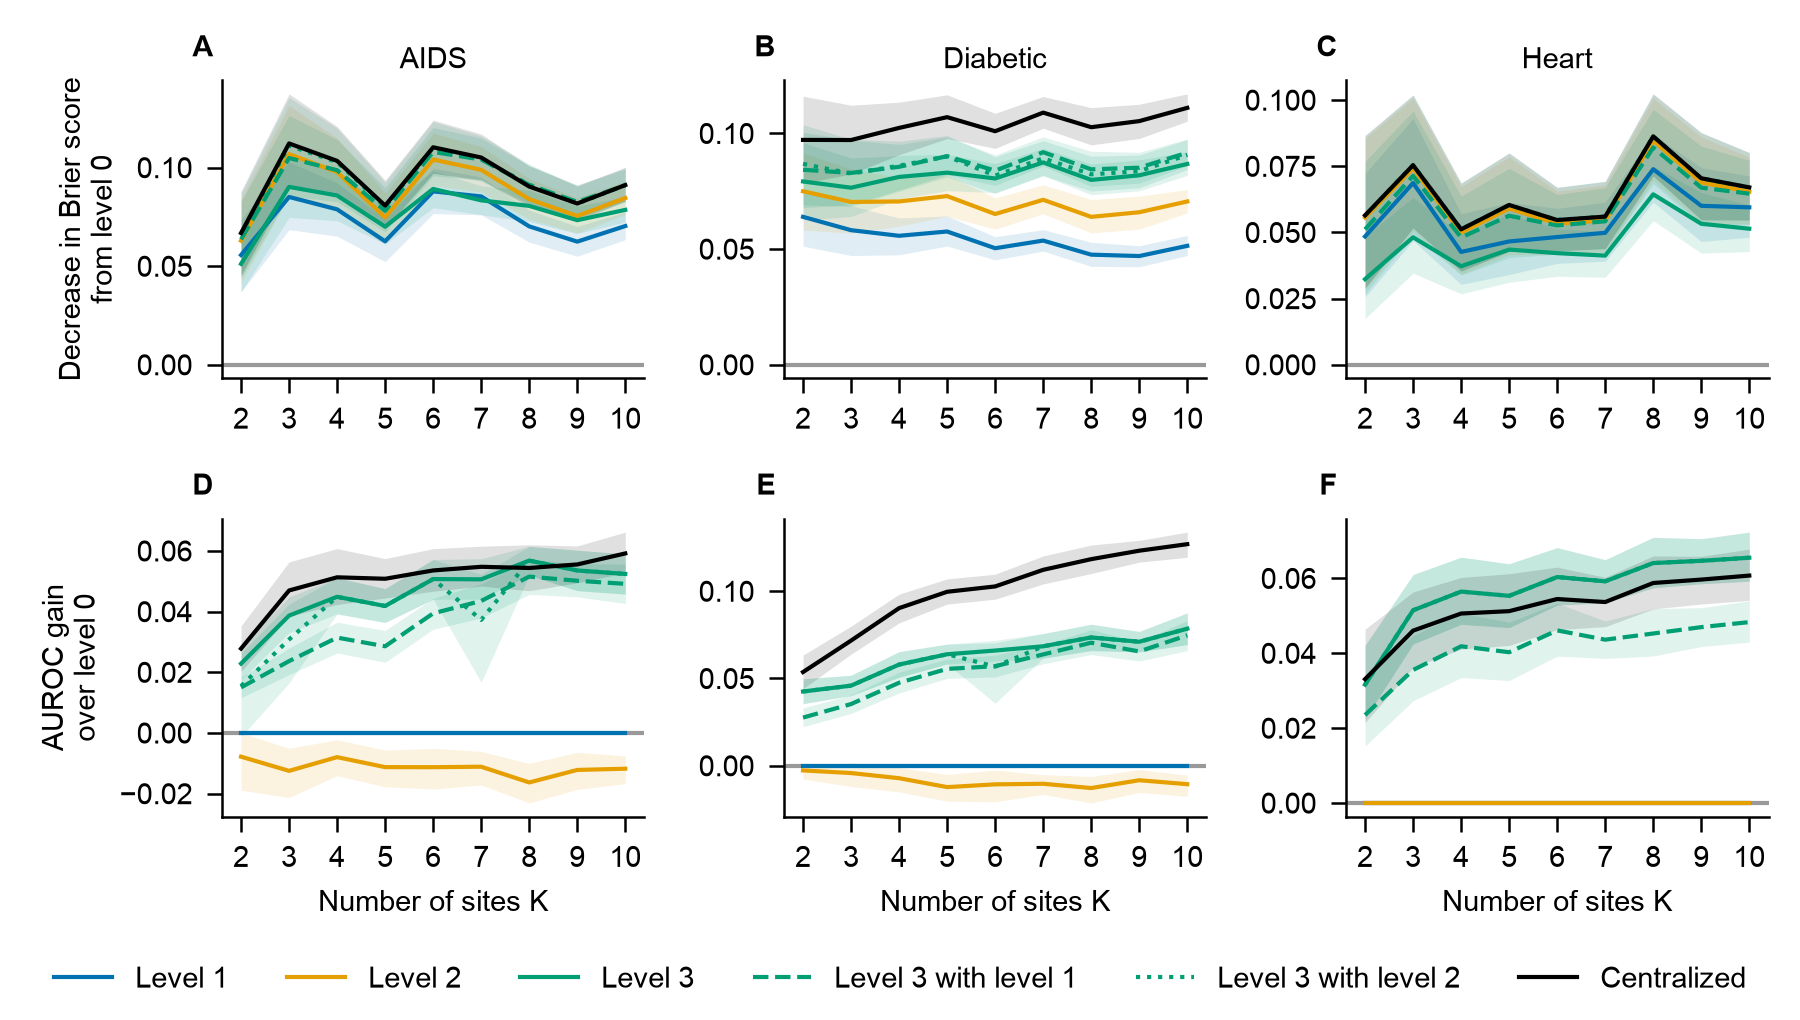 A
AIDS
B
Diabetic
C
Heart
Decrease in Brier score
from level 0
0.10
0.05
0.00
0.10
0.05
0.00
0.100
0.075
0.050
0.025
0.000
2 3 4 5 6 7 8 9 10
2 3 4 5 6 7 8 9 10
2 3 4 5 6 7 8 9 10
D
E
F
AUROC gain
over level 0
0.06
0.04
0.02
0.00
−0.02
0.10
0.05
0.00
0.06
0.04
0.02
0.00
2 3 4 5 6 7 8 9 10
2 3 4 5 6 7 8 9 10
2 3 4 5 6 7 8 9 10
Number of sites K
Number of sites K
Number of sites K
Level 1
Level 2
Level 3
Level 3 with level 1
Level 3 with level 2
Centralized